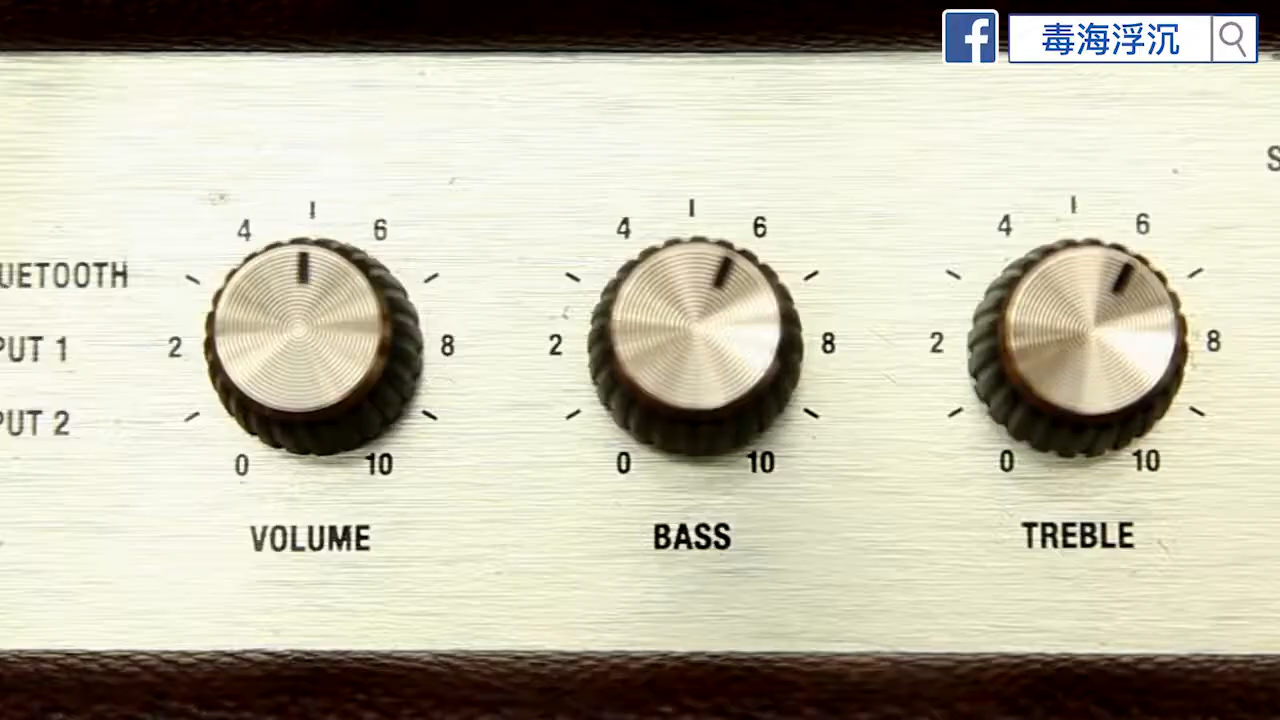 f 毒海浮沉
S
4 6 4 6 4 6
UETOOTH
PUT 1 2 8 2 8 2 8
PUT 2
0 10 0 10 0 10
VOLUME BASS TREBLE